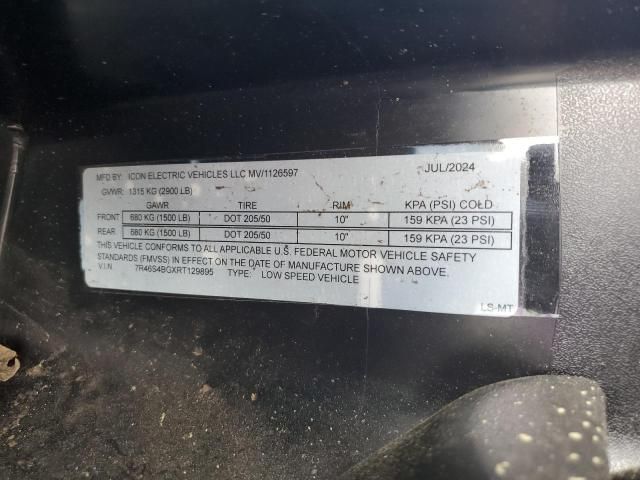 MFD BY: ICON ELECTRIC VEHICLES LLC MV/1126597 JUL/2024
GVWR: 1315 KG (2900 LB)
GAWR TIRE RIM KPA (PSI) COLD
FRONT 680 KG (1500 LB) DOT 205/50 10" 159 KPA (23 PSI)
REAR 680 KG (1500 LB) DOT 205/50 10" 159 KPA (23 PSI)
THIS VEHICLE CONFORMS TO ALL APPLICABLE U.S. FEDERAL MOTOR VEHICLE SAFETY
STANDARDS (FMVSS) IN EFFECT ON THE DATE OF MANUFACTURE SHOWN ABOVE.
V.I.N 7R46S4BGXRT129895 TYPE: LOW SPEED VEHICLE
LS-MT